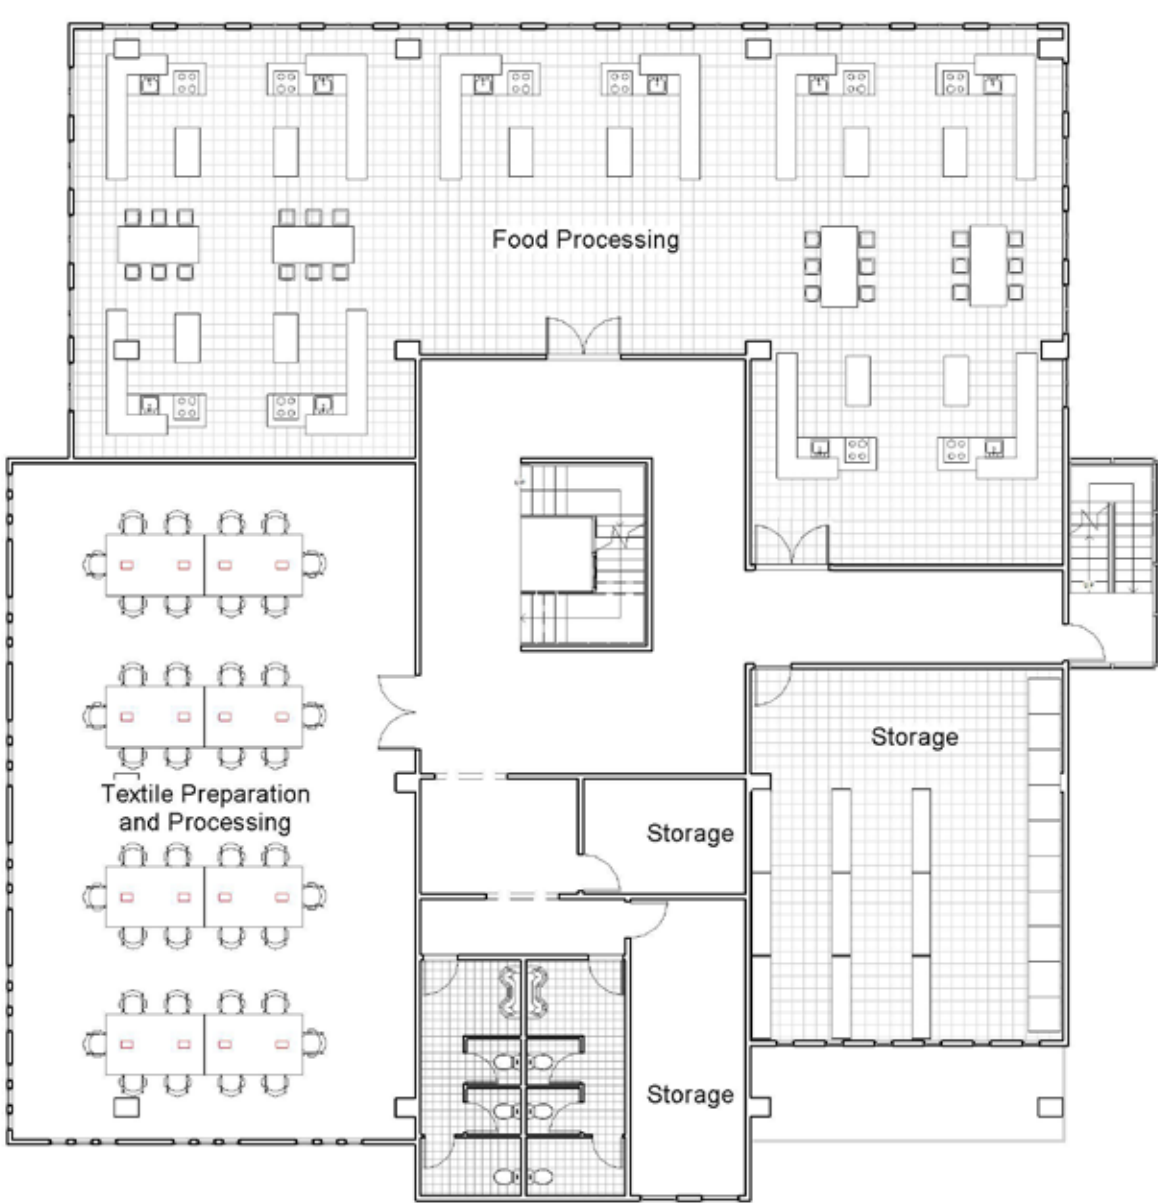 Food Processing
Storage
Textile Preparation
and Processing
Storage
Storage